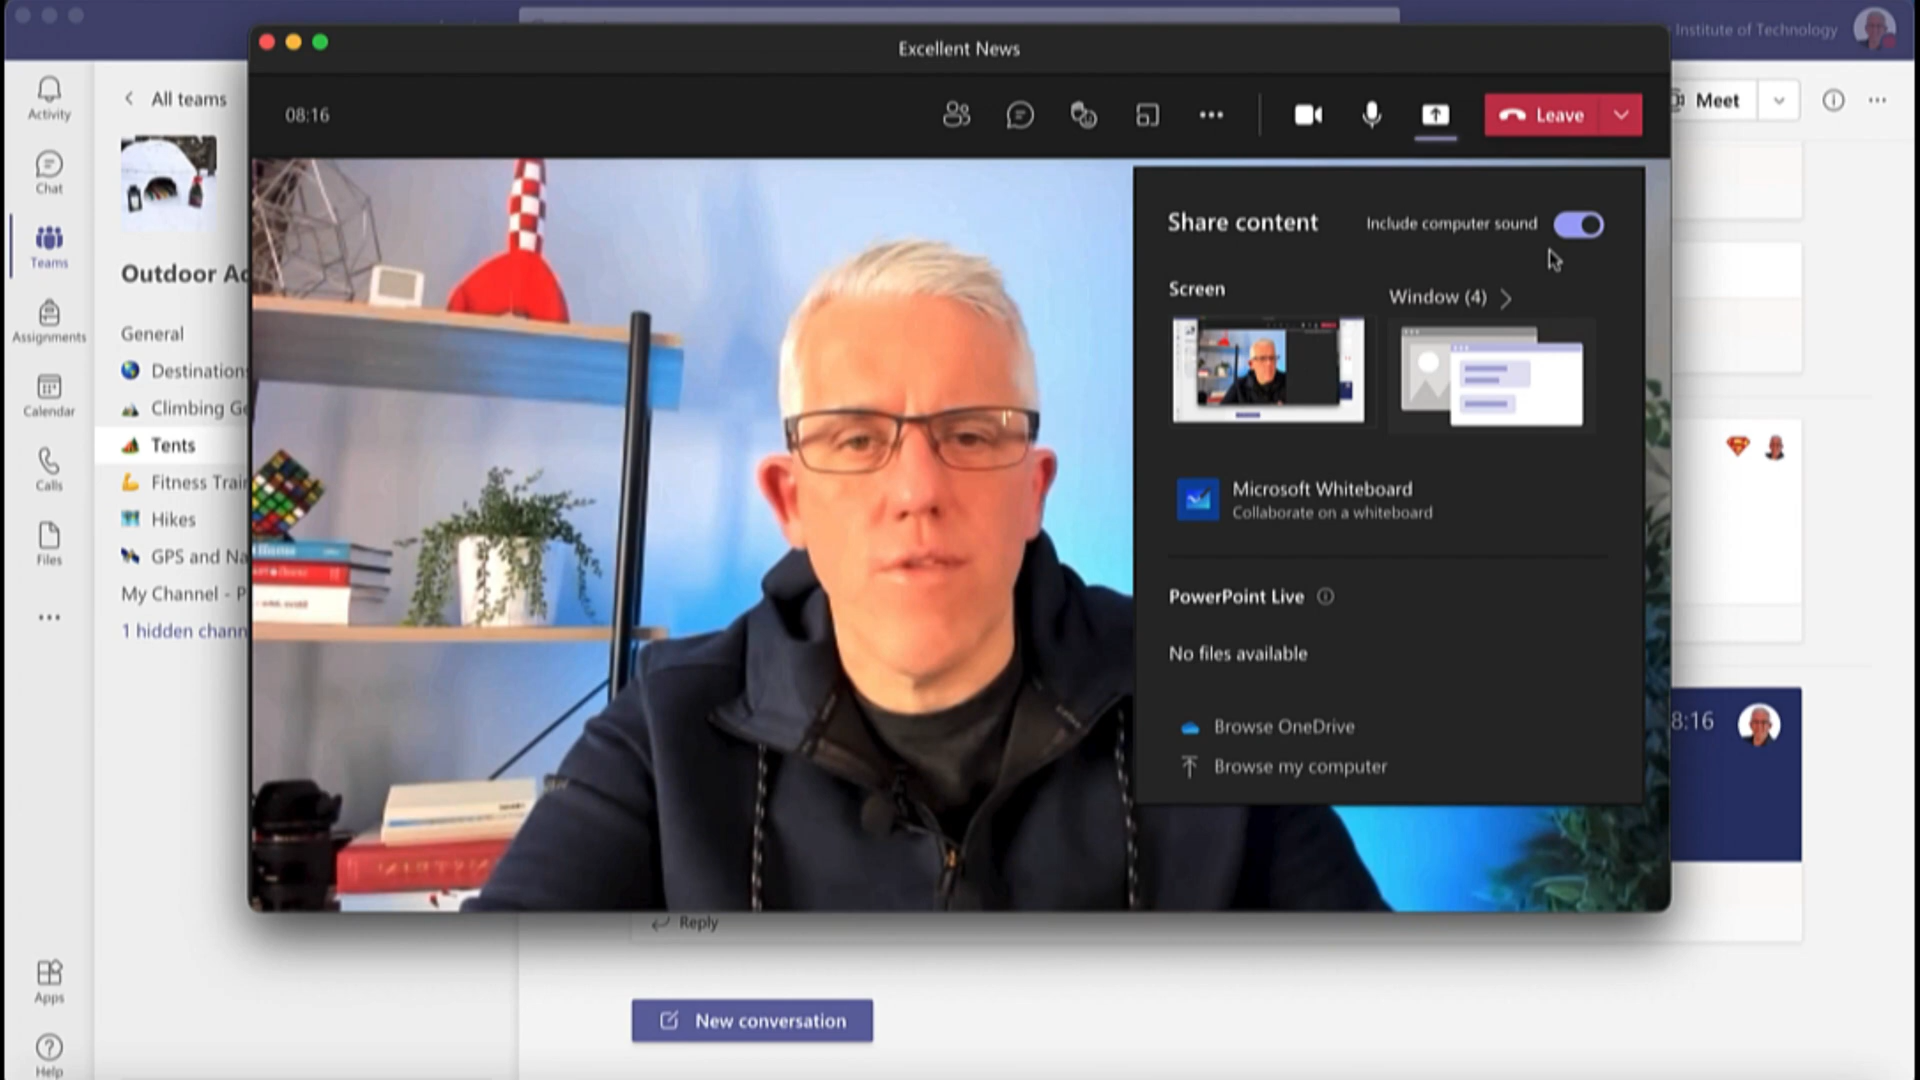 Institute of Technology
Excellent News
08:16
Leave
Meet
Activity
Chat
Teams
Assignments
Calendar
Calls
Files
Apps
Help
All teams
Outdoor Ac
General
Destinations
Climbing Ge
Tents
Fitness Train
Hikes
GPS and Na
My Channel - P
1 hidden chann
Share content
Include computer sound
Screen
Window (4)
Microsoft Whiteboard
Collaborate on a whiteboard
PowerPoint Live
No files available
Browse OneDrive
Browse my computer
8:16
Reply
New conversation